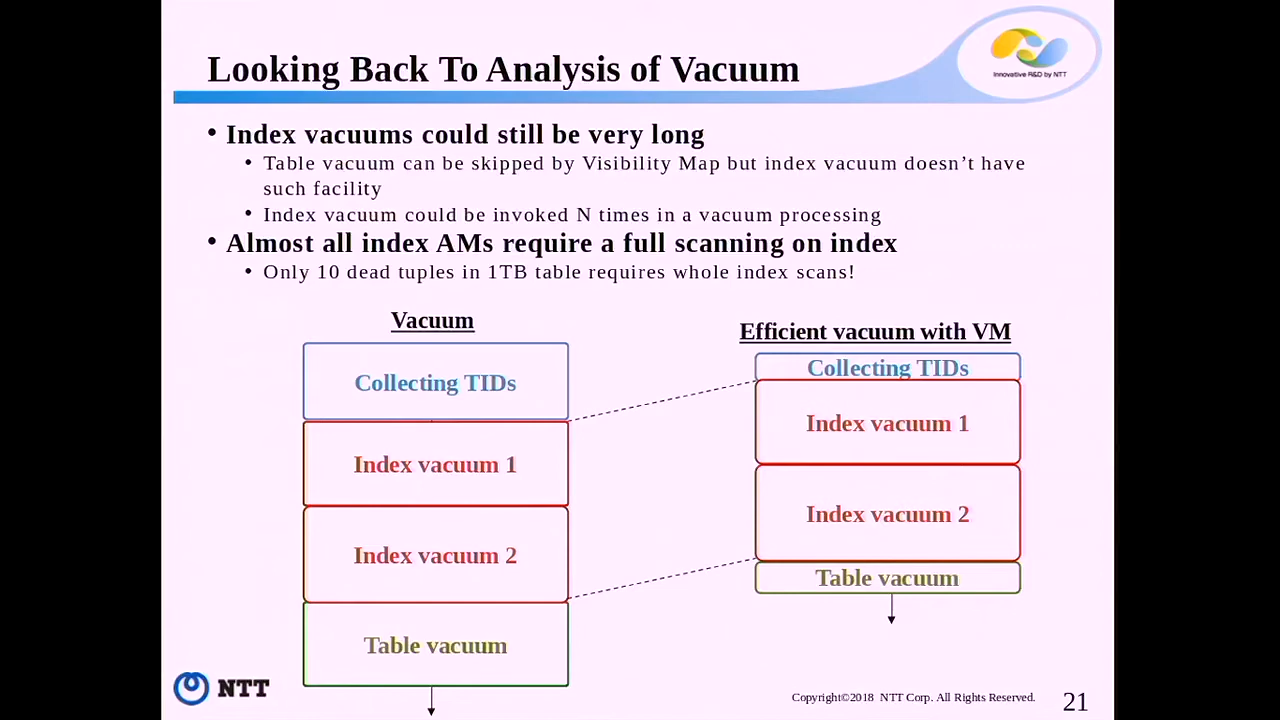 Innovative R&D by NTT
Looking Back To Analysis of Vacuum
• Index vacuums could still be very long
• Table vacuum can be skipped by Visibility Map but index vacuum doesn’t have
such facility
• Index vacuum could be invoked N times in a vacuum processing
• Almost all index AMs require a full scanning on index
• Only 10 dead tuples in 1TB table requires whole index scans!
Vacuum
Collecting TIDs
Index vacuum 1
Index vacuum 2
Table vacuum
Efficient vacuum with VM
Collecting TIDs
Index vacuum 1
Index vacuum 2
Table vacuum
NTT
Copyright©2018 NTT Corp. All Rights Reserved.
21